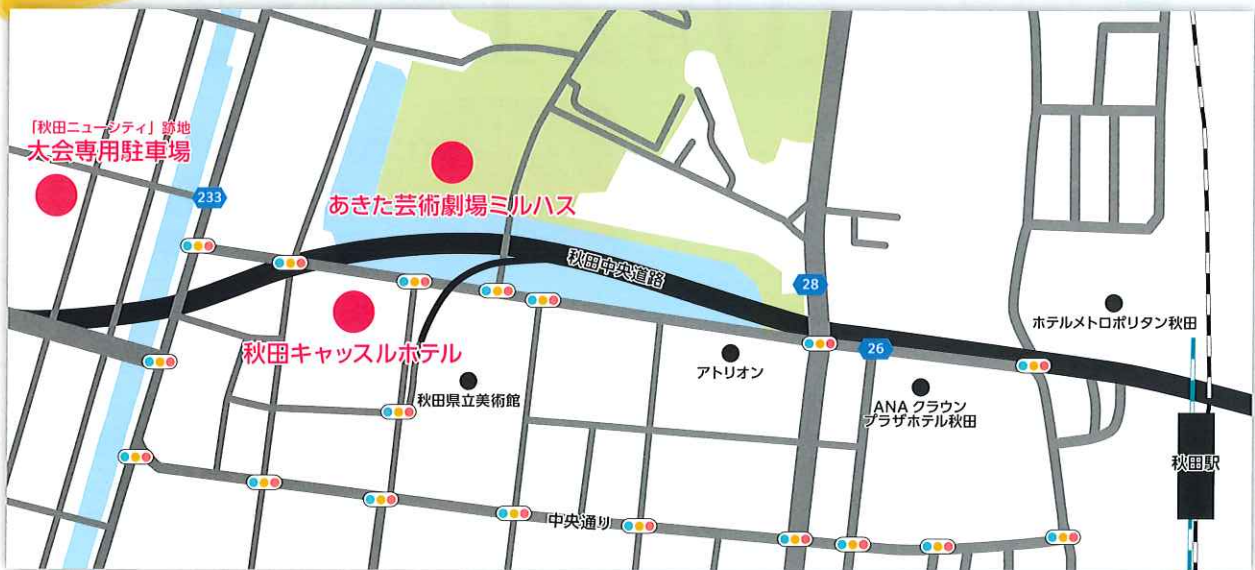 「秋田ニューシティ」跡地
大会専用駐車場
233
あきた芸術劇場ミルハス
秋田中央道路
28
ホテルメトロポリタン秋田
秋田キャッスルホテル
26
アトリオン
秋田県立美術館
ANA クラウン
プラザホテル秋田
秋田駅
中央通り